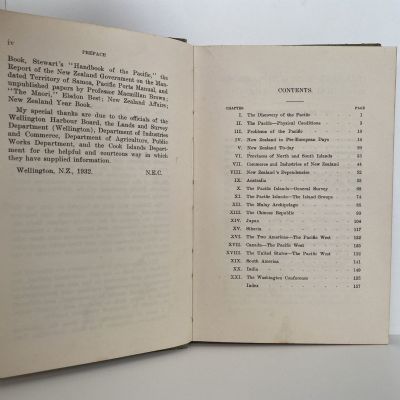 iv
PREFACE
Book, Stewart's "Handbook of the Pacific," the
Report of the New Zealand Government on the Man-
dated Territory of Samoa, Pacific Ports Manual, and
unpublished papers by Professor Macmillan Brown;
"The Maori," Elsdon Best; New Zealand Affairs;
New Zealand Year Book.
My special thanks are due to the officials of the
Wellington Harbour Board, the Lands and Survey
Department (Wellington), Department of Industries
and Commerce, Department of Agriculture, Public
Works Department, and the Cook Islands Depart-
ment for the helpful and courteous way in which
they have supplied information.
Wellington, N.Z., 1932. N.E.C.
CONTENTS.
CHAPTER PAGE
I. The Discovery of the Pacific 1
II. The Pacific—Physical Conditions 5
III. Problems of the Pacific
IV. New Zealand in Pre-European Days
V. New Zealand To-day
VI. Provinces of North and South Islands
VII. Commerce and Industries of New Zealand
VIII. New Zealand's Dependencies
IX. Australia
X. The Pacific Islands—General Survey
XI. The Pacific Islands—The Island Groups
XII. The Malay Archipelago
XIII. The Chinese Republic
XIV. Japan
XV. Siberia
XVI. The Two Americas—The Pacific West
XVII. Canada—The Pacific West
XVIII. The United States—The Pacific West
XIX. South America
XX. India
XXI. The Washington Conference
Index 157